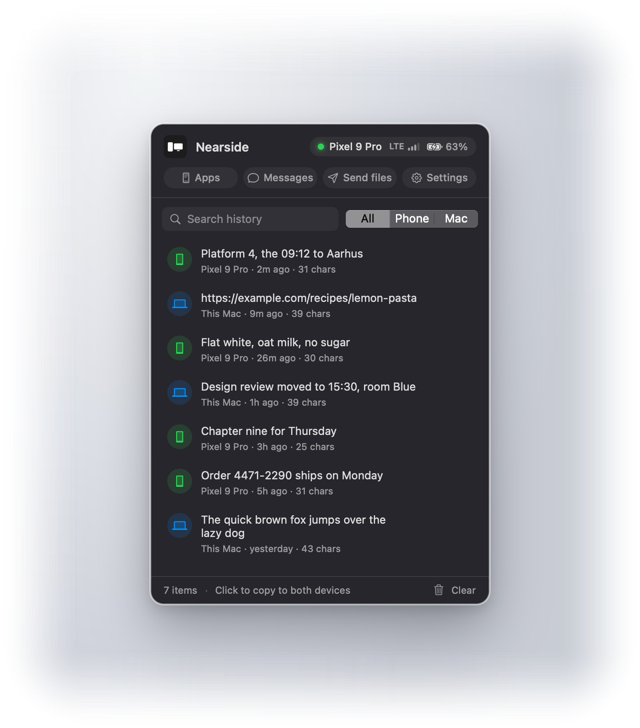 Nearside
Pixel 9 Pro LTE 63%
Apps Messages Send files Settings
Search history All Phone Mac
Platform 4, the 09:12 to Aarhus
Pixel 9 Pro · 2m ago · 31 chars
https://example.com/recipes/lemon-pasta
This Mac · 9m ago · 39 chars
Flat white, oat milk, no sugar
Pixel 9 Pro · 26m ago · 30 chars
Design review moved to 15:30, room Blue
This Mac · 1h ago · 39 chars
Chapter nine for Thursday
Pixel 9 Pro · 3h ago · 25 chars
Order 4471-2290 ships on Monday
Pixel 9 Pro · 5h ago · 31 chars
The quick brown fox jumps over the
lazy dog
This Mac · yesterday · 43 chars
7 items · Click to copy to both devices Clear